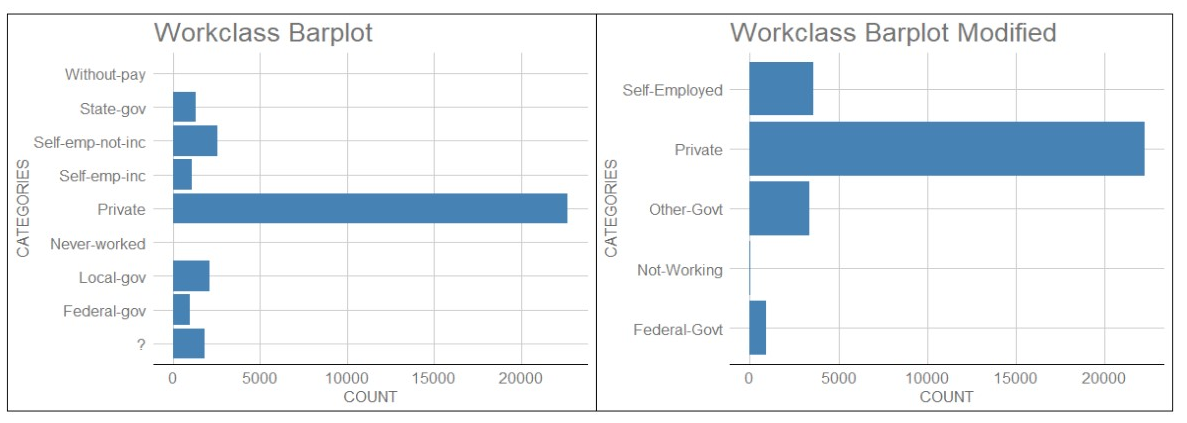 Workclass Barplot
Without-pay
State-gov
Self-emp-not-inc
Self-emp-inc
Private
Never-worked
Local-gov
Federal-gov
?
CATEGORIES
0 5000 10000 15000 20000
COUNT
Workclass Barplot Modified
Self-Employed
Private
Other-Govt
Not-Working
Federal-Govt
CATEGORIES
0 5000 10000 15000 20000
COUNT